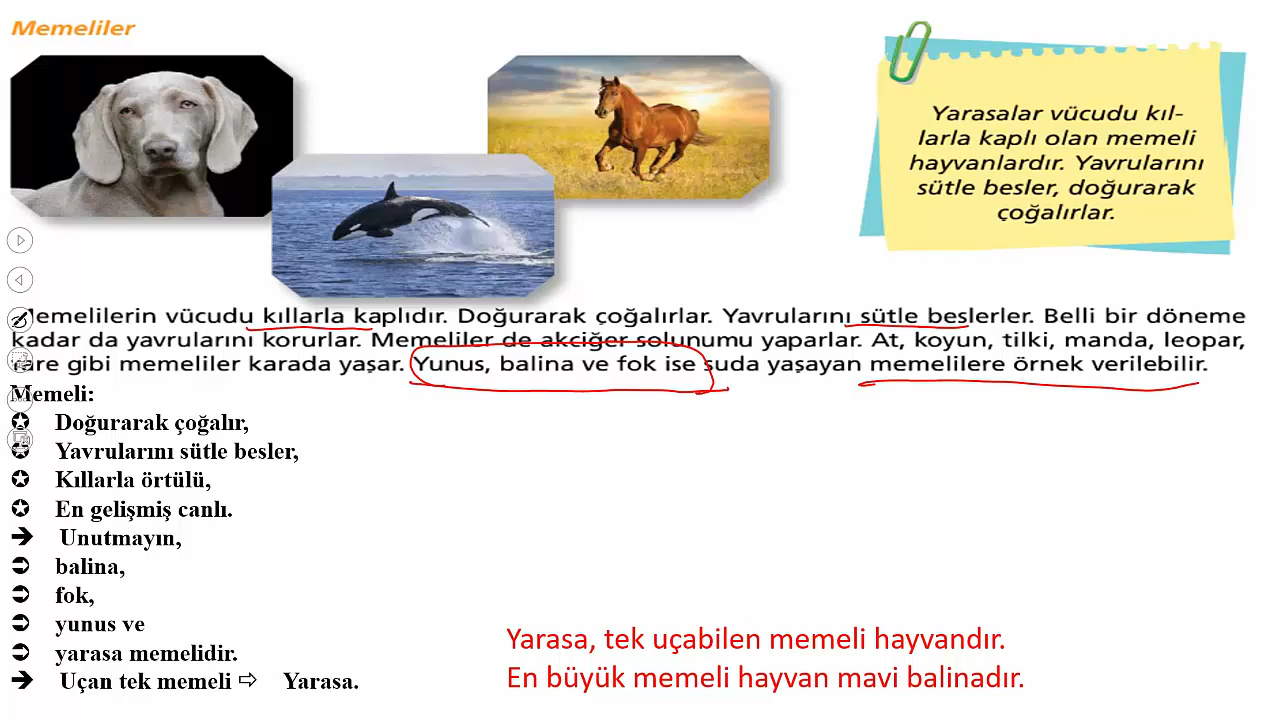 Memeliler
Yarasalar vücudu kıl-
larla kaplı olan memeli
hayvanlardır. Yavrularını
sütle besler, doğurarak
çoğalırlar.
Memelilerin vücudu kıllarla kaplıdır. Doğurarak çoğalırlar. Yavrularını sütle beslerler. Belli bir döneme
kadar da yavrularını korurlar. Memeliler de akciğer solunumu yaparlar. At, koyun, tilki, manda, leopar,
fare gibi memeliler karada yaşar. Yunus, balina ve fok ise suda yaşayan memelilere örnek verilebilir.
Memeli:
Doğurarak çoğalır,
Yavrularını sütle besler,
Kıllarla örtülü,
En gelişmiş canlı.
Unutmayın,
balina,
fok,
yunus ve
yarasa memelidir.
Uçan tek memeli ⇨ Yarasa.
Yarasa, tek uçabilen memeli hayvandır.
En büyük memeli hayvan mavi balinadır.